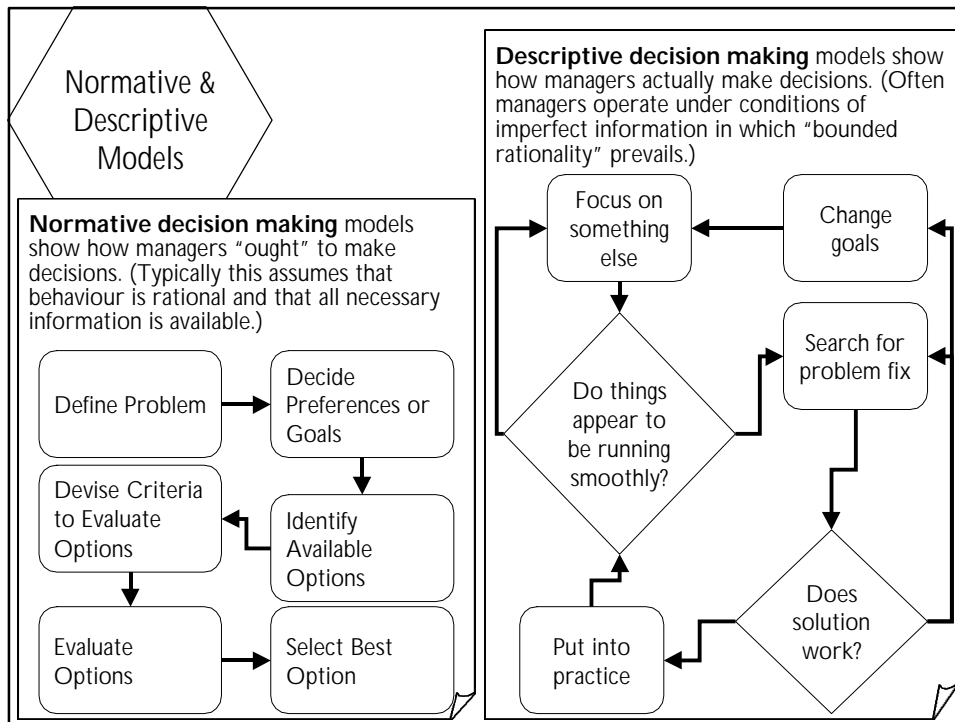 Normative &
Descriptive
Models
Normative decision making models
show how managers “ought” to make
decisions. (Typically this assumes that
behaviour is rational and that all necessary
information is available.)
Define Problem
Decide
Preferences or
Goals
Identify
Available
Options
Devise Criteria
to Evaluate
Options
Evaluate
Options
Select Best
Option
Descriptive decision making models show
how managers actually make decisions. (Often
managers operate under conditions of
imperfect information in which “bounded
rationality” prevails.)
Focus on
something
else
Change
goals
Do things
appear to
be running
smoothly?
Search for
problem fix
Does
solution
work?
Put into
practice